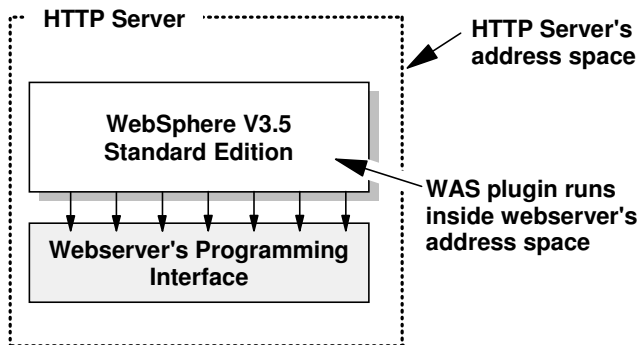 HTTP Server
HTTP Server's
address space
WebSphere V3.5
Standard Edition
WAS plugin runs
inside webserver's
address space
Webserver's Programming
Interface